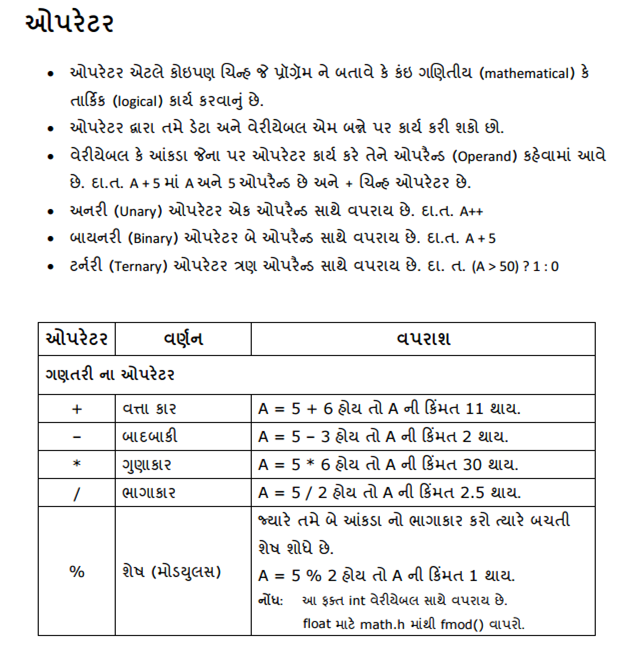 ઓપરેટર
• ઓપરેટર એટલે કોઇપણ ચિન્હ જે પ્રૉગ્રૅમ ને બતાવે કે કંઇ ગણિતીય (mathematical) કે
તાર્કિક (logical) કાર્ય કરવાનું છે.
• ઓપરેટર દ્વારા તમે ડેટા અને વેરીયેબલ એમ બન્ને પર કાર્ય કરી શકો છો.
• વેરીયેબલ કે આંકડા જેના પર ઓપરેટર કાર્ય કરે તેને ઓપરૅન્ડ (Operand) કહેવામાં આવે
છે. દા.ત. A + 5 માં A અને 5 ઓપરૅન્ડ છે અને + ચિન્હ ઓપરેટર છે.
• અનરી (Unary) ઓપરેટર એક ઓપરૅન્ડ સાથે વપરાય છે. દા.ત. A++
• બાયનરી (Binary) ઓપરેટર બે ઓપરૅન્ડ સાથે વપરાય છે. દા.ત. A + 5
• ટર્નરી (Ternary) ઓપરેટર ત્રણ ઓપરૅન્ડ સાથે વપરાય છે. દા. ત. (A > 50) ? 1 : 0
ઓપરેટર વર્ણન વપરાશ
ગણતરી ના ઓપરેટર
+ વત્તા કાર A = 5 + 6 હોય તો A ની કિંમત 11 થાય.
– બાદબાકી A = 5 – 3 હોય તો A ની કિંમત 2 થાય.
* ગુણાકાર A = 5 * 6 હોય તો A ની કિંમત 30 થાય.
/ ભાગાકાર A = 5 / 2 હોય તો A ની કિંમત 2.5 થાય.
જ્યારે તમે બે આંકડા નો ભાગાકાર કરો ત્યારે બચતી
શેષ શોધે છે.
% શેષ (મોડયુલસ) A = 5 % 2 હોય તો A ની કિંમત 1 થાય.
નોંધ: આ ફક્ત int વેરીયેબલ સાથે વપરાય છે.
float માટે math.h માંથી fmod() વાપરો.